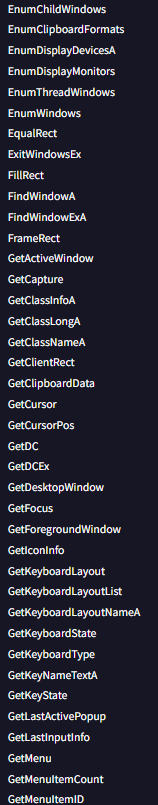 EnumChildWindows
EnumClipboardFormats
EnumDisplayDevicesA
EnumDisplayMonitors
EnumThreadWindows
EnumWindows
EqualRect
ExitWindowsEx
FillRect
FindWindowA
FindWindowExA
FrameRect
GetActiveWindow
GetCapture
GetClassInfoA
GetClassLongA
GetClassNameA
GetClientRect
GetClipboardData
GetCursor
GetCursorPos
GetDC
GetDCEx
GetDesktopWindow
GetFocus
GetForegroundWindow
GetIconInfo
GetKeyboardLayout
GetKeyboardLayoutList
GetKeyboardLayoutNameA
GetKeyboardState
GetKeyboardType
GetKeyNameTextA
GetKeyState
GetLastActivePopup
GetLastInputInfo
GetMenu
GetMenuItemCount
GetMenuItemID